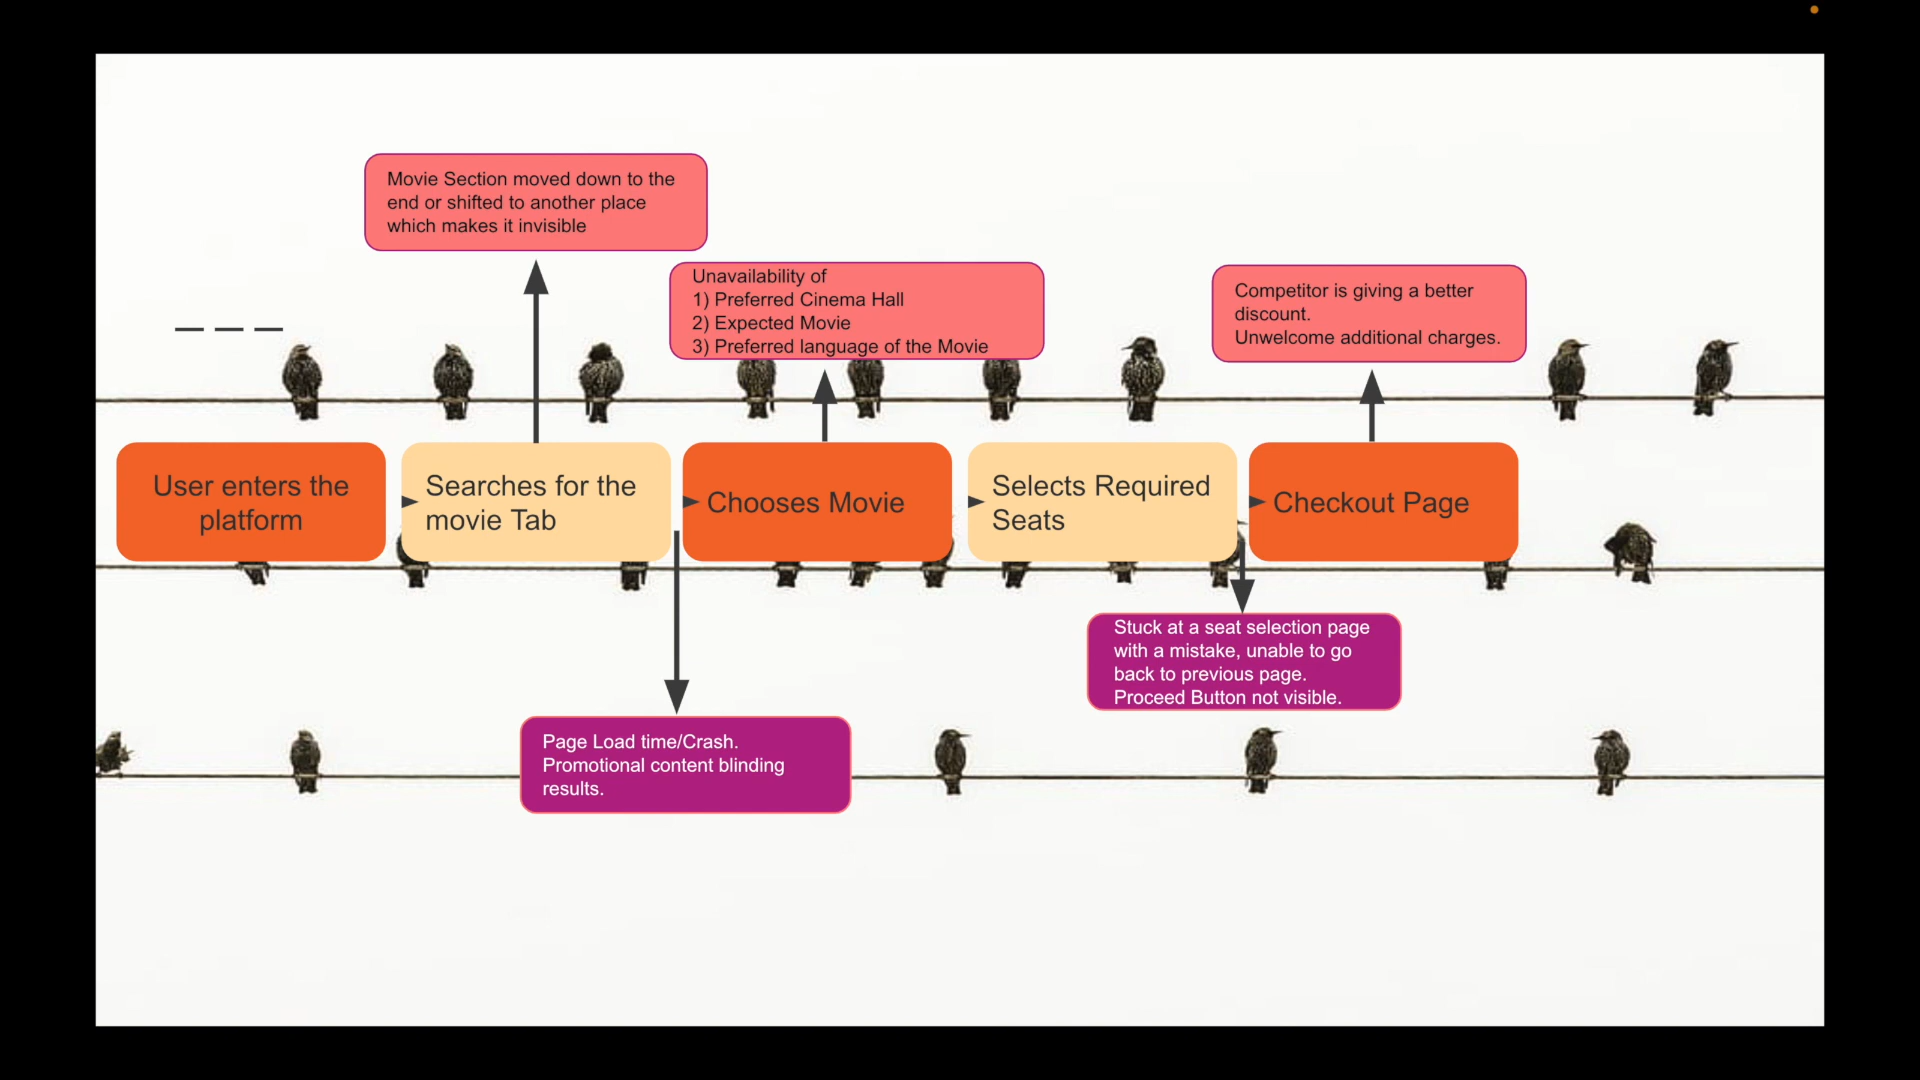 Movie Section moved down to the
end or shifted to another place
which makes it invisible
Unavailability of
1) Preferred Cinema Hall
2) Expected Movie
3) Preferred language of the Movie
Competitor is giving a better
discount.
Unwelcome additional charges.
User enters the
platform
Searches for the
movie Tab
Chooses Movie
Selects Required
Seats
Checkout Page
Stuck at a seat selection page
with a mistake, unable to go
back to previous page.
Proceed Button not visible.
Page Load time/Crash.
Promotional content blinding
results.